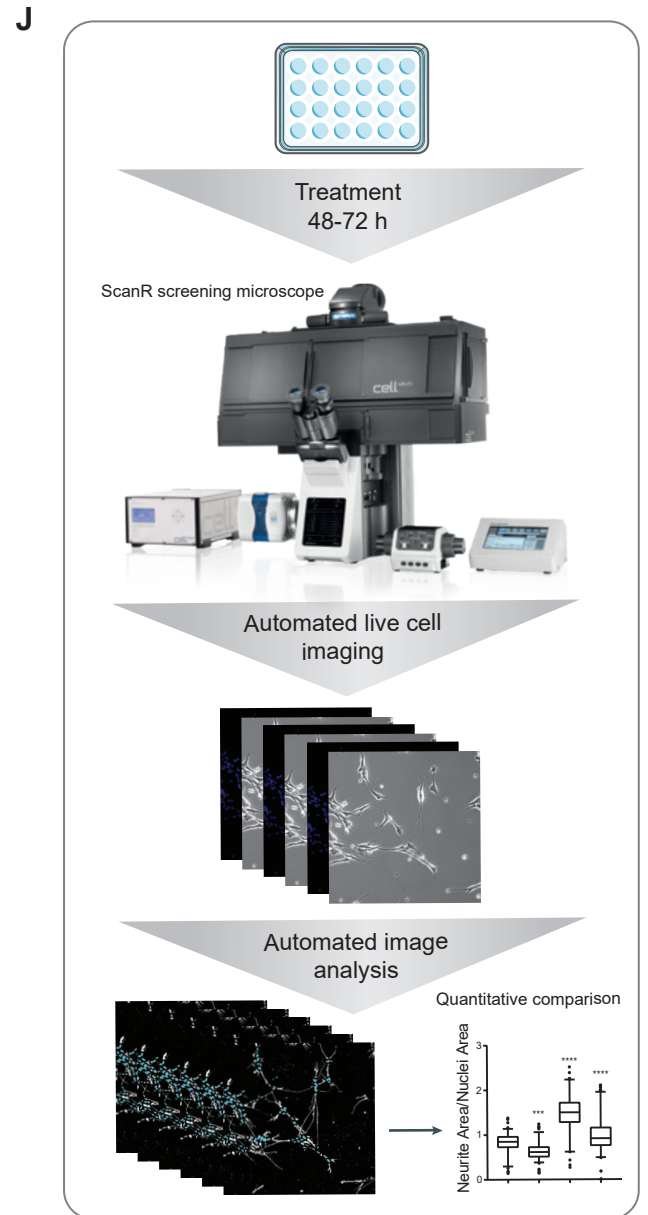 J
Treatment
48-72 h
ScanR screening microscope
cell
Automated live cell
imaging
Automated image
analysis
Quantitative comparison
Neurite Area/Nuclei Area
3
2
1
0
***
****
****